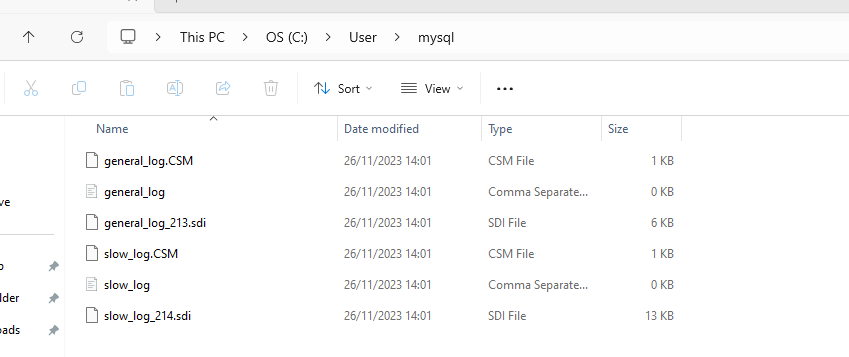 This PC > OS (C:) > User > mysql
Sort View
Name Date modified Type Size
general_log.CSM 26/11/2023 14:01 CSM File 1 KB
general_log 26/11/2023 14:01 Comma Separate... 0 KB
general_log_213.sdi 26/11/2023 14:01 SDI File 6 KB
slow_log.CSM 26/11/2023 14:01 CSM File 1 KB
slow_log 26/11/2023 14:01 Comma Separate... 0 KB
slow_log_214.sdi 26/11/2023 14:01 SDI File 13 KB